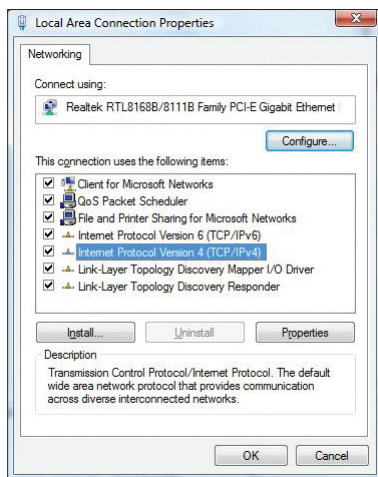 Local Area Connection Properties
Networking
Connect using:
Realtek RTL8168B/8111B Family PCI-E Gigabit Ethernet
Configure...
This connection uses the following items:
Client for Microsoft Networks
QoS Packet Scheduler
File and Printer Sharing for Microsoft Networks
Internet Protocol Version 6 (TCP/IPv6)
Internet Protocol Version 4 (TCP/IPv4)
Link-Layer Topology Discovery Mapper I/O Driver
Link-Layer Topology Discovery Responder
Install... Uninstall Properties
Description
Transmission Control Protocol/Internet Protocol. The default
wide area network protocol that provides communication
across diverse interconnected networks.
OK Cancel